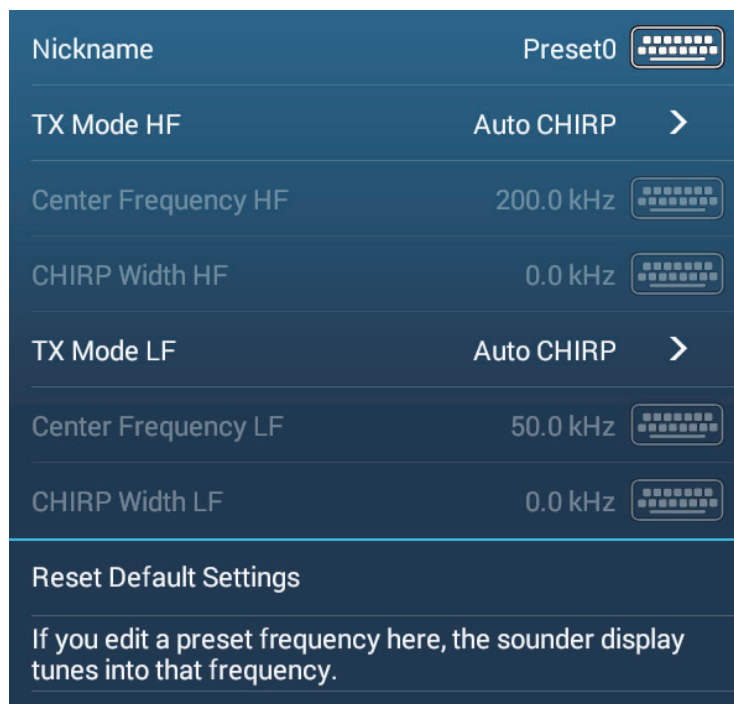 Nickname Preset0
TX Mode HF Auto CHIRP
Center Frequency HF 200.0 kHz
CHIRP Width HF 0.0 kHz
TX Mode LF Auto CHIRP
Center Frequency LF 50.0 kHz
CHIRP Width LF 0.0 kHz
Reset Default Settings
If you edit a preset frequency here, the sounder display
tunes into that frequency.